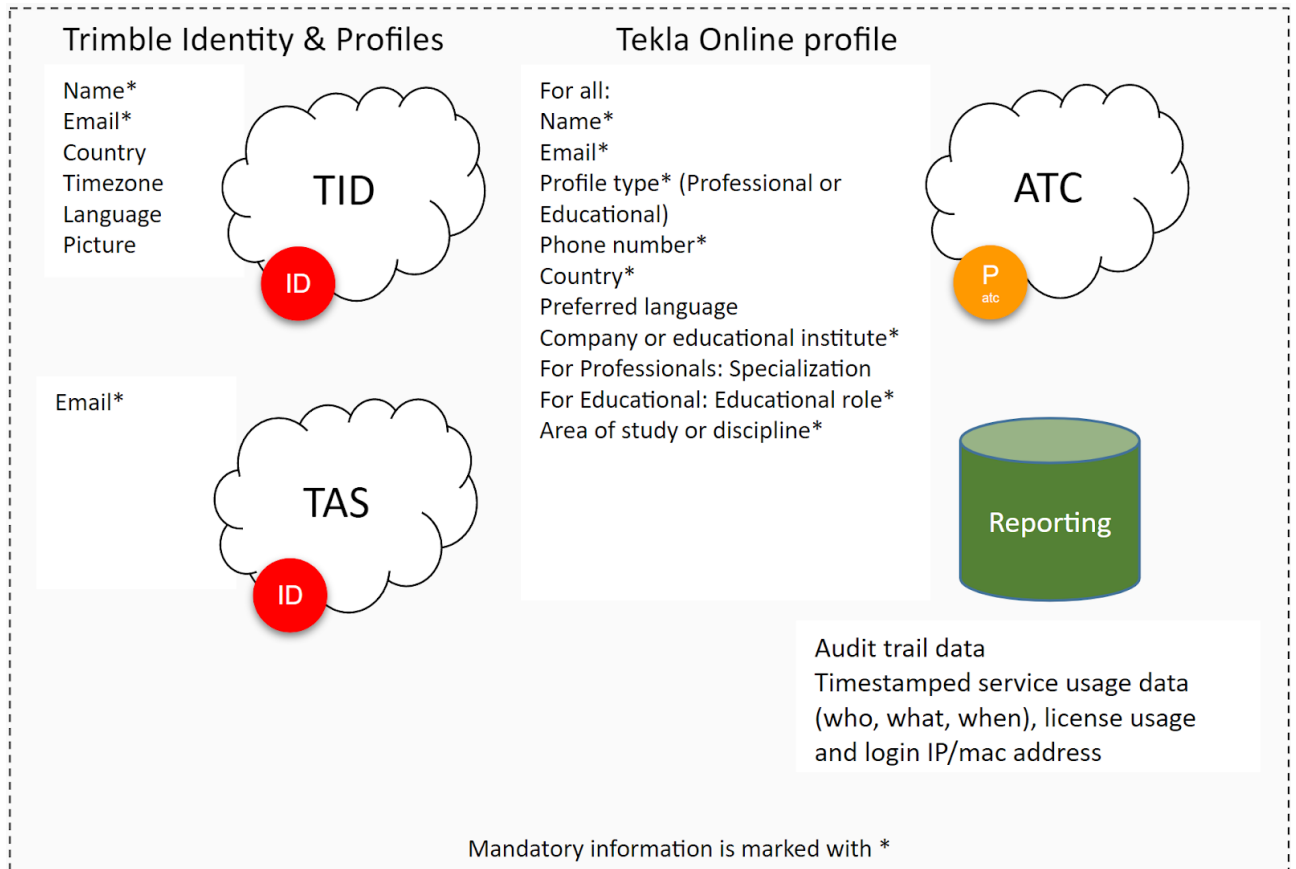 Trimble Identity & Profiles
Name*
Email*
Country
Timezone
Language
Picture
TID
ID
Email*
TAS
ID
Tekla Online profile
For all:
Name*
Email*
Profile type* (Professional or
Educational)
Phone number*
Country*
Preferred language
Company or educational institute*
For Professionals: Specialization
For Educational: Educational role*
Area of study or discipline*
ATC
P
atc
Reporting
Audit trail data
Timestamped service usage data
(who, what, when), license usage
and login IP/mac address
Mandatory information is marked with *